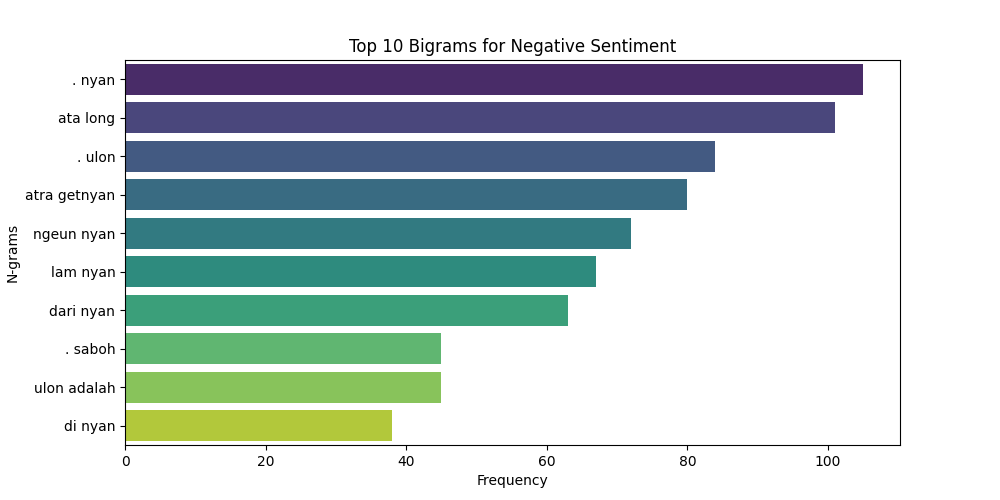 Top 10 Bigrams for Negative Sentiment
N-grams
. nyan
ata long
. ulon
atra getnyan
ngeun nyan
lam nyan
dari nyan
. saboh
ulon adalah
di nyan
0 20 40 60 80 100
Frequency